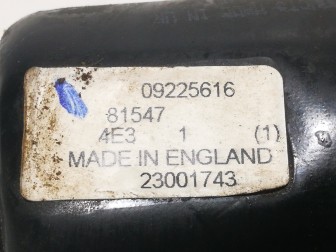 09225616
81547
4E3 1 (1)
MADE IN ENGLAND
23001743